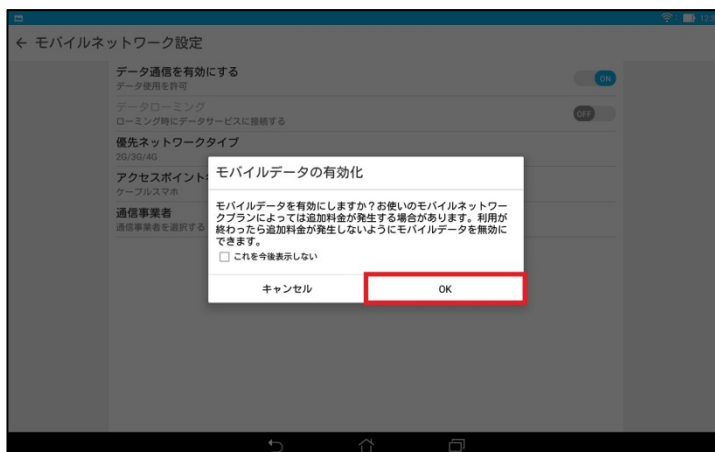 12:3
モバイルネットワーク設定
データ通信を有効にする
データ使用を許可
ON
データローミング
ローミング時にデータサービスに接続する
OFF
優先ネットワークタイプ
2G/3G/4G
アクセスポイント
ケーブルスマホ
通信事業者
通信事業者を選択する
モバイルデータの有効化
モバイルデータを有効にしますか？お使いのモバイルネットワー
クプランによっては追加料金が発生する場合があります。利用が
終わったら追加料金が発生しないようにモバイルデータを無効に
できます。
これを今後表示しない
キャンセル
OK